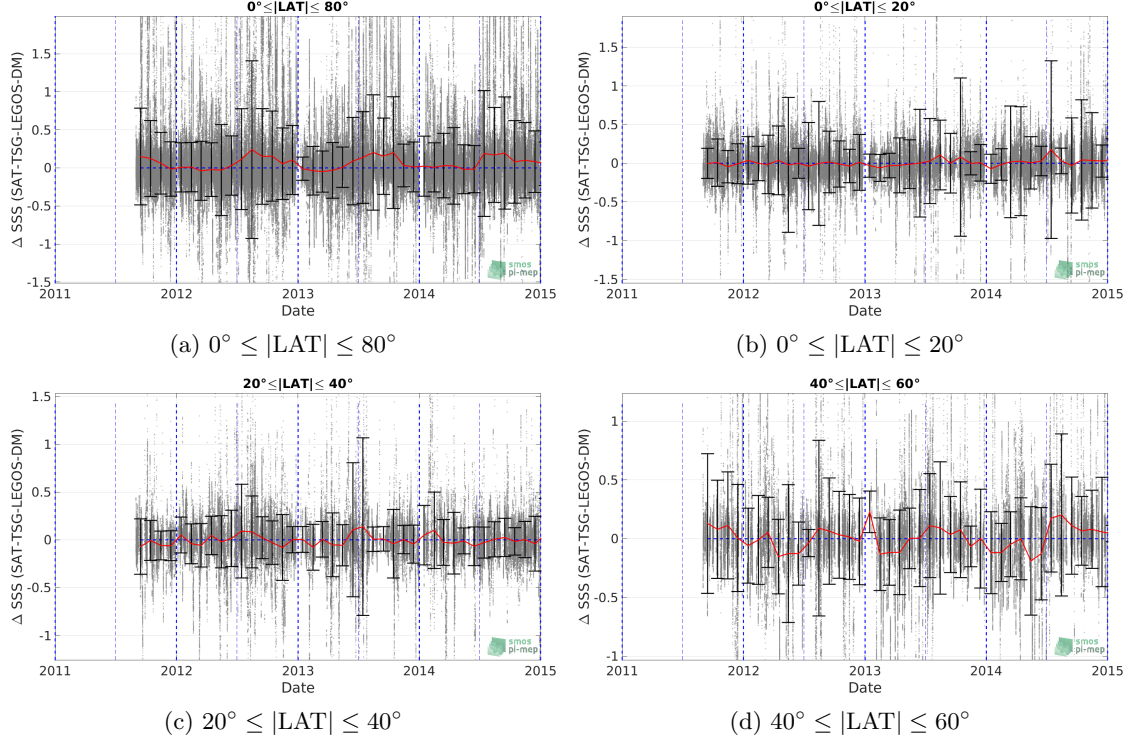 0°≤|LAT|≤ 80°
Δ SSS (SAT-TSG-LEGOS-DM)
1.5
1
0.5
0
-0.5
-1
-1.5
2011 2012 2013 2014 2015
Date
smos
pi-mep
(a) 0° ≤ |LAT| ≤ 80°
0°≤|LAT|≤ 20°
Δ SSS (SAT-TSG-LEGOS-DM)
1.5
1
0.5
0
-0.5
-1
-1.5
2011 2012 2013 2014 2015
Date
smos
pi-mep
(b) 0° ≤ |LAT| ≤ 20°
20°≤|LAT|≤ 40°
Δ SSS (SAT-TSG-LEGOS-DM)
1.5
1
0.5
0
-0.5
-1
2011 2012 2013 2014 2015
Date
smos
pi-mep
(c) 20° ≤ |LAT| ≤ 40°
40°≤|LAT|≤ 60°
Δ SSS (SAT-TSG-LEGOS-DM)
1
0.5
0
-0.5
-1
2011 2012 2013 2014 2015
Date
smos
pi-mep
(d) 40° ≤ |LAT| ≤ 60°